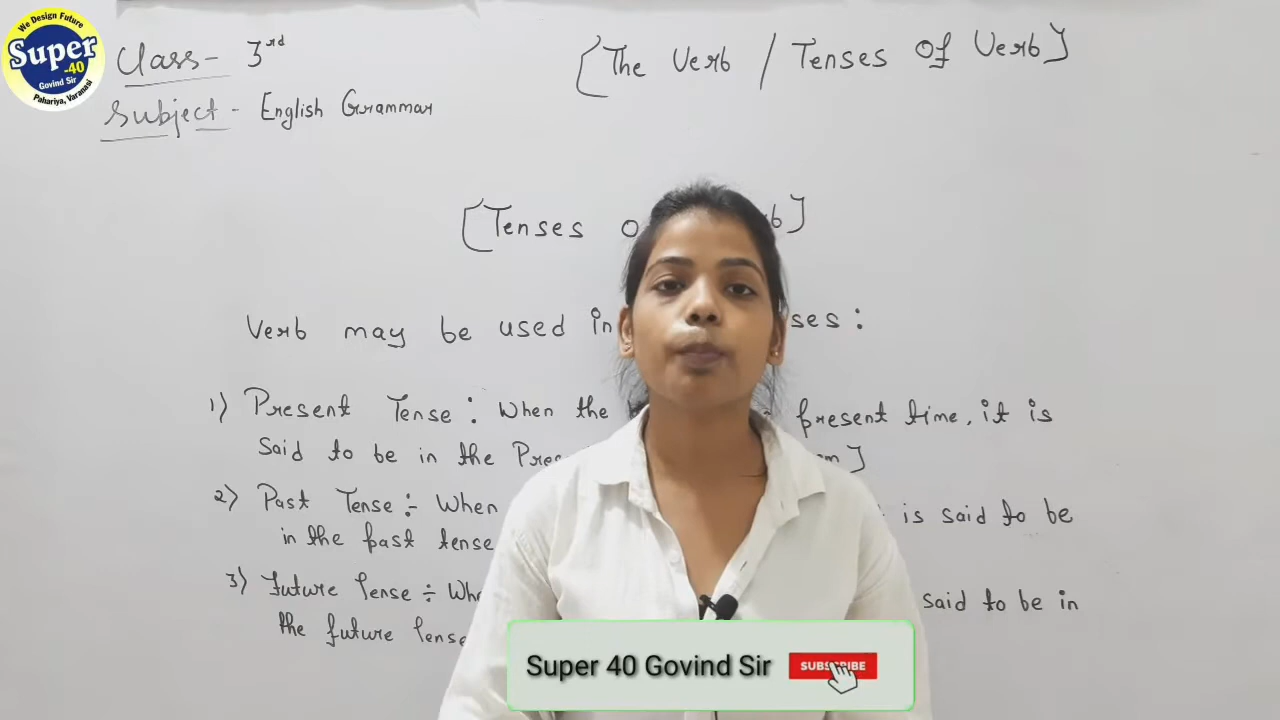 We Design Future
Super
-40
Govind Sir
Pahariya, Varanasi
Class- 3rd
Subject - English Grammar
[The Verb / Tenses Of Verb]
[Tenses
Verb may be used in
1) Present Tense : When the present time, it is
said to be in the
2) Past Tense :- When is said to be
in the past tense
3) Future Tense ÷ said to be in
the future Tense
Super 40 Govind Sir SUBSCRIBE